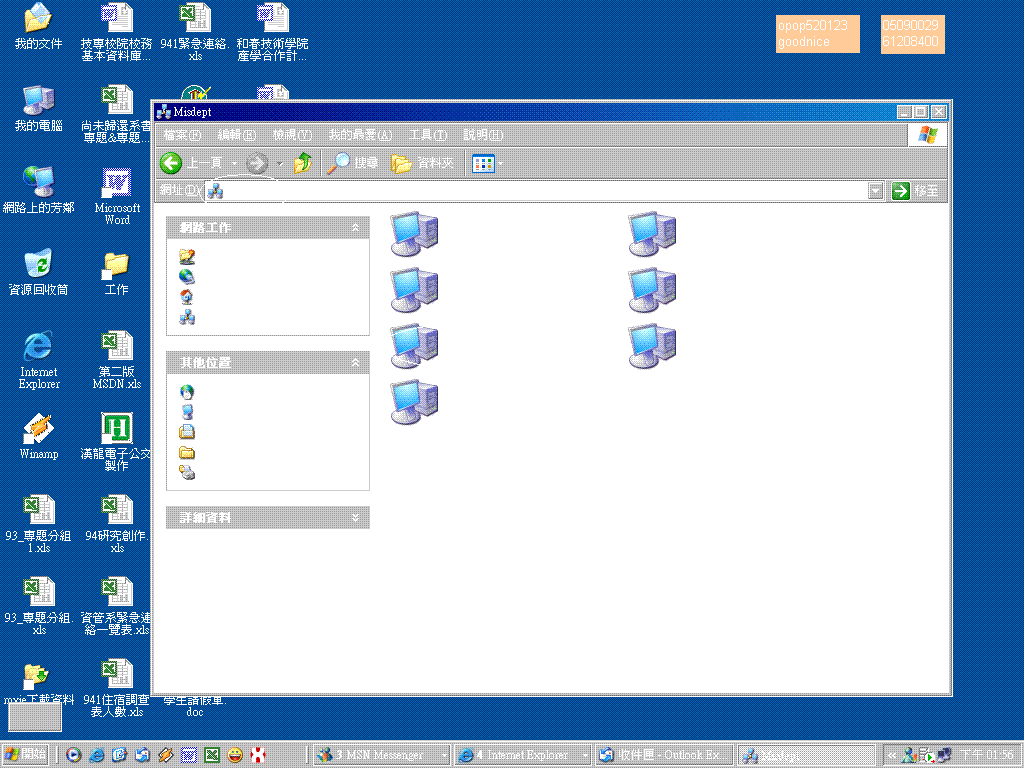 我的文件
技專校院校務
基本資料庫...
941緊急連絡.
xls
和春技術學院
產學合作計...
opop520123
goodnice
05090029
61208400
我的電腦
尚未歸還系書
專題&專題...
Misdept
檔案(F) 編輯(E) 檢視(V) 我的最愛(A) 工具(T) 說明(H)
上一頁 搜尋 資料夾
網址(D) 移至
網路上的芳鄰
Microsoft
Word
網路工作
其他位置
詳細資料
資源回收筒
工作
Internet
Explorer
第二版
MSDN.xls
Winamp
漢龍電子公文
製作
93_專題分組
1.xls
94研究創作.
xls
93_專題分組.
xls
資管系緊急連
絡一覽表.xls
mxie下載資料
941住宿調查
表人數.xls
學生請假單.
doc
開始
3 MSN Messenger
4 Internet Explorer
收件匣 - Outlook Ex
Misdept
下午 01:56